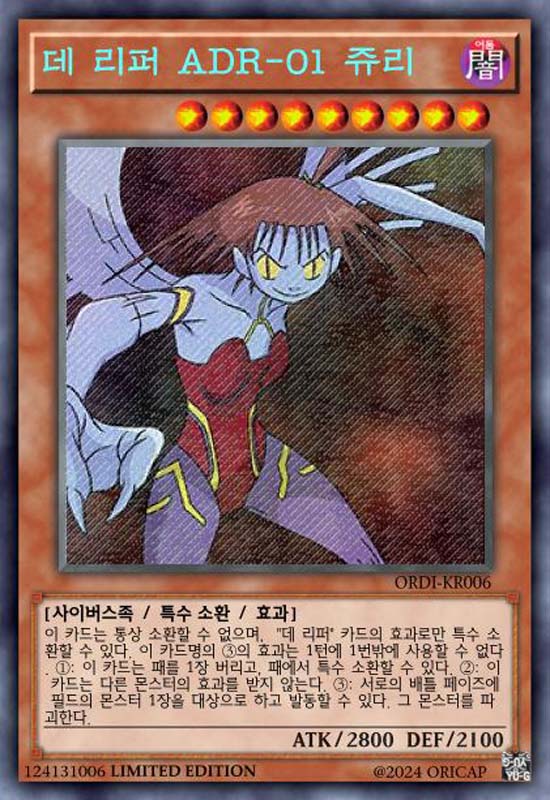 데 리퍼 ADR-01 쥬리
어둠
闇
ORDI-KR006
[사이버스족 / 특수 소환 / 효과]
이 카드는 통상 소환할 수 없으며, "데 리퍼" 카드의 효과로만 특수 소
환할 수 있다. 이 카드명의 ③의 효과는 1턴에 1번밖에 사용할 수 없다
. ①: 이 카드는 패를 1장 버리고, 패에서 특수 소환할 수 있다. ②: 이
카드는 다른 몬스터의 효과를 받지 않는다. ③: 서로의 배틀 페이즈에
필드의 몬스터 1장을 대상으로 하고 발동할 수 있다. 그 몬스터를 파
괴한다.
ATK/2800 DEF/2100
124131006 LIMITED EDITION
@2024 ORICAP